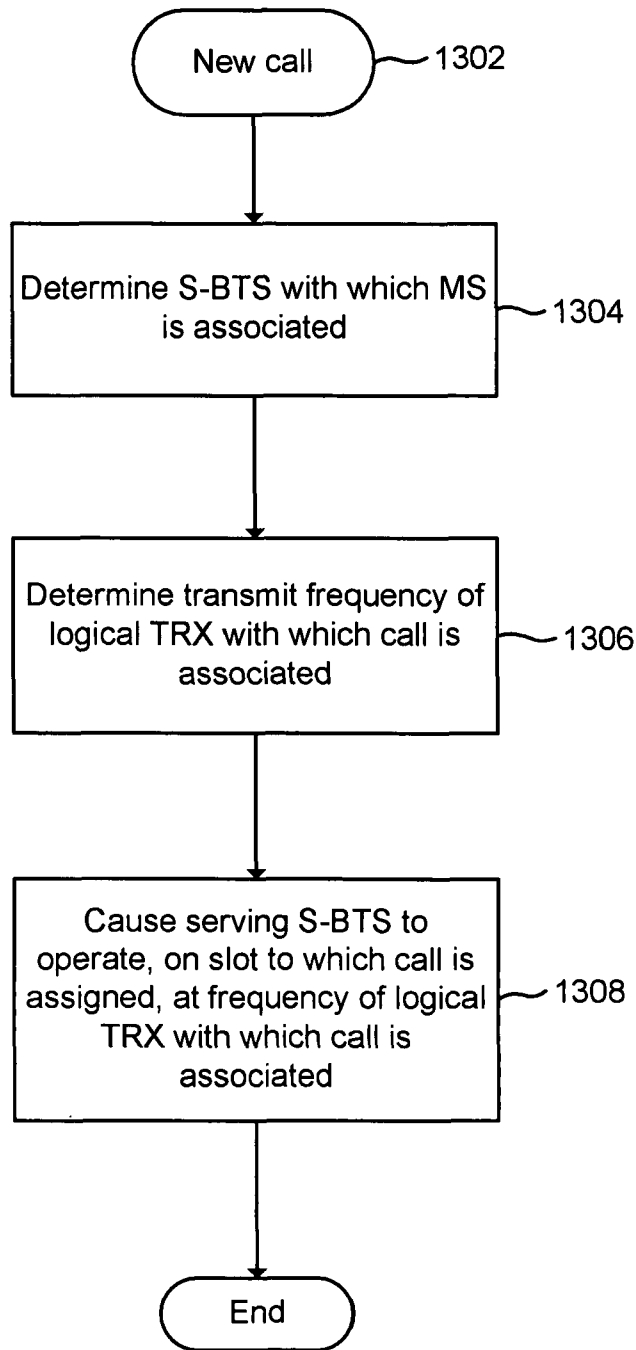 New call
1302
Determine S-BTS with which MS
is associated
1304
Determine transmit frequency of
logical TRX with which call is
associated
1306
Cause serving S-BTS to
operate, on slot to which call is
assigned, at frequency of logical
TRX with which call is
associated
1308
End